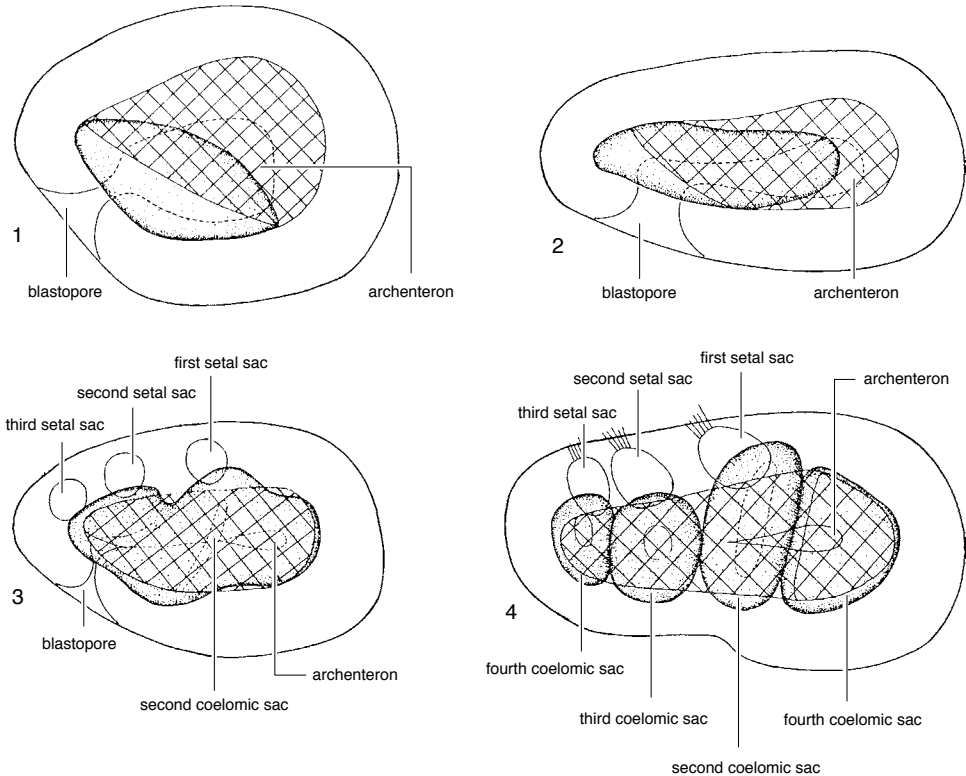 1
blastopore
archenteron
2
blastopore
archenteron
first setal sac
second setal sac
third setal sac
3
blastopore
archenteron
second coelomic sac
first setal sac
second setal sac
archenteron
third setal sac
4
fourth coelomic sac
third coelomic sac
fourth coelomic sac
second coelomic sac